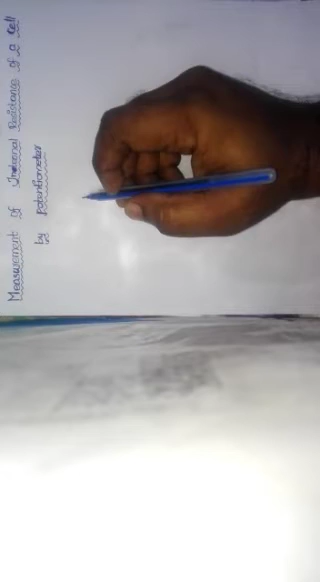 Measurement of Internal Resistance of a Cell
by potentiometer